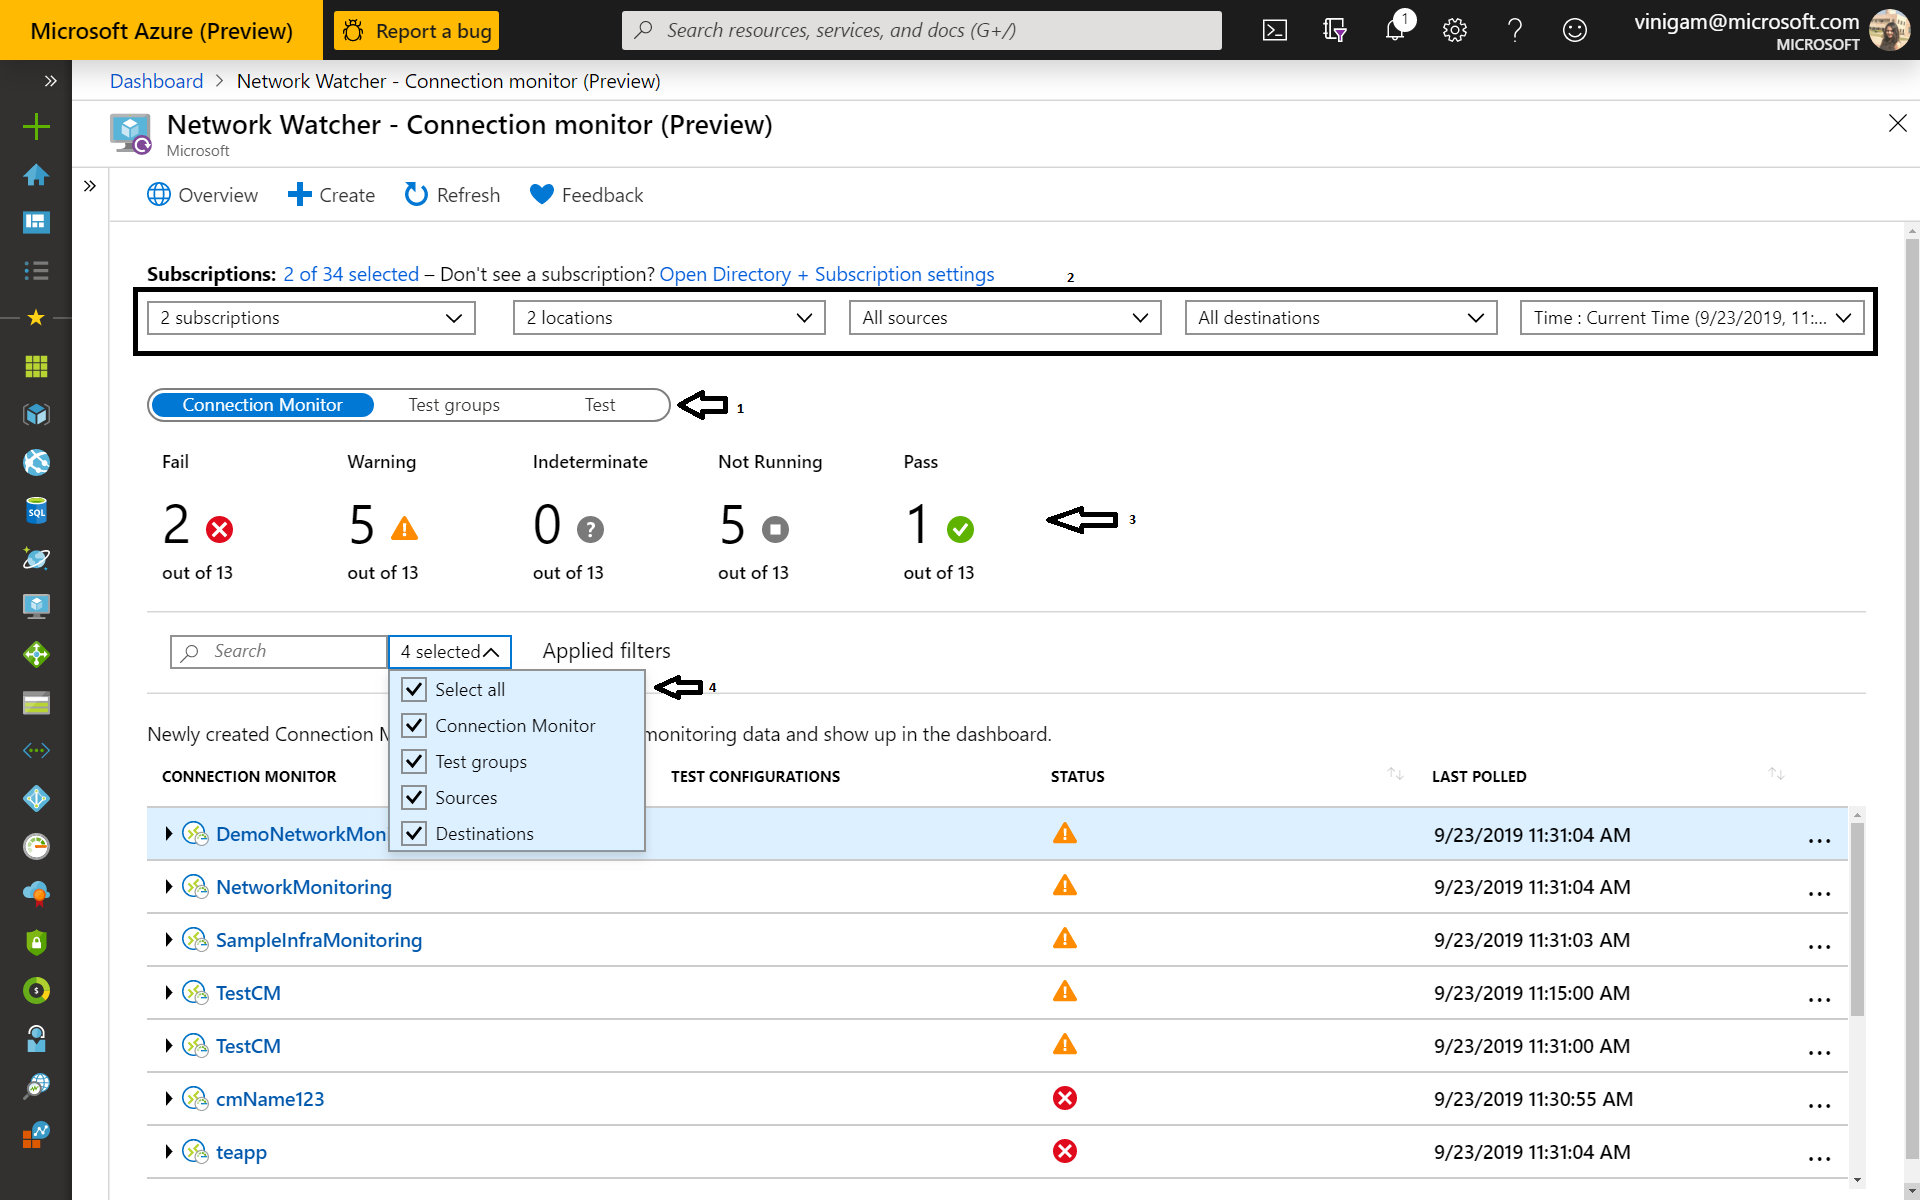 Microsoft Azure (Preview)
Report a bug
Search resources, services, and docs (G+/)
1
vinigam@microsoft.com
MICROSOFT
Dashboard > Network Watcher - Connection monitor (Preview)
Network Watcher - Connection monitor (Preview)
Microsoft
Overview
Create
Refresh
Feedback
Subscriptions: 2 of 34 selected – Don't see a subscription? Open Directory + Subscription settings
2
2 subscriptions
2 locations
All sources
All destinations
Time : Current Time (9/23/2019, 11:...
Connection Monitor
Test groups
Test
1
Fail
Warning
Indeterminate
Not Running
Pass
2
5
0
5
1
3
out of 13
out of 13
out of 13
out of 13
out of 13
Search
4 selected
Applied filters
Select all
4
Connection Monitor
Newly created Connection M
monitoring data and show up in the dashboard.
Test groups
CONNECTION MONITOR
TEST CONFIGURATIONS
STATUS
LAST POLLED
Sources
Destinations
DemoNetworkMon
9/23/2019 11:31:04 AM
...
NetworkMonitoring
9/23/2019 11:31:04 AM
...
SampleInfraMonitoring
9/23/2019 11:31:03 AM
...
TestCM
9/23/2019 11:15:00 AM
...
TestCM
9/23/2019 11:31:00 AM
...
cmName123
9/23/2019 11:30:55 AM
...
teapp
9/23/2019 11:31:04 AM
...
SQL